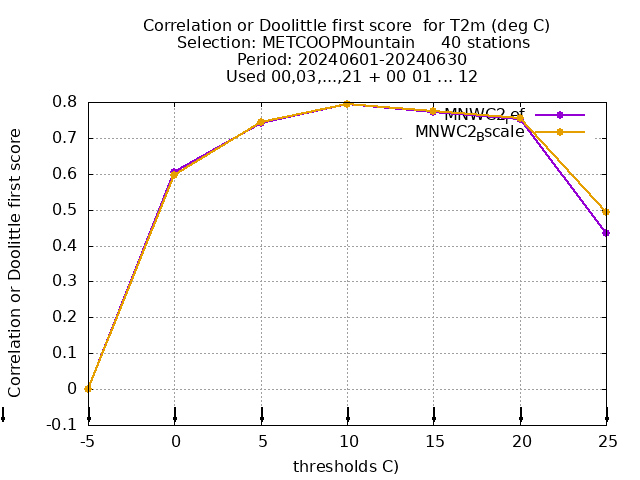 Correlation or Doolittle first score  for T2m (deg C)
Selection: METCOOPMountain     40 stations
Period: 20240601-20240630
Used 00,03,...,21 + 00 01 ... 12
Correlation or Doolittle first score
0.8
0.7
0.6
0.5
0.4
0.3
0.2
0.1
0
-0.1
MNWC2_Bscale
-5 0 5 10 15 20 25
thresholds C)